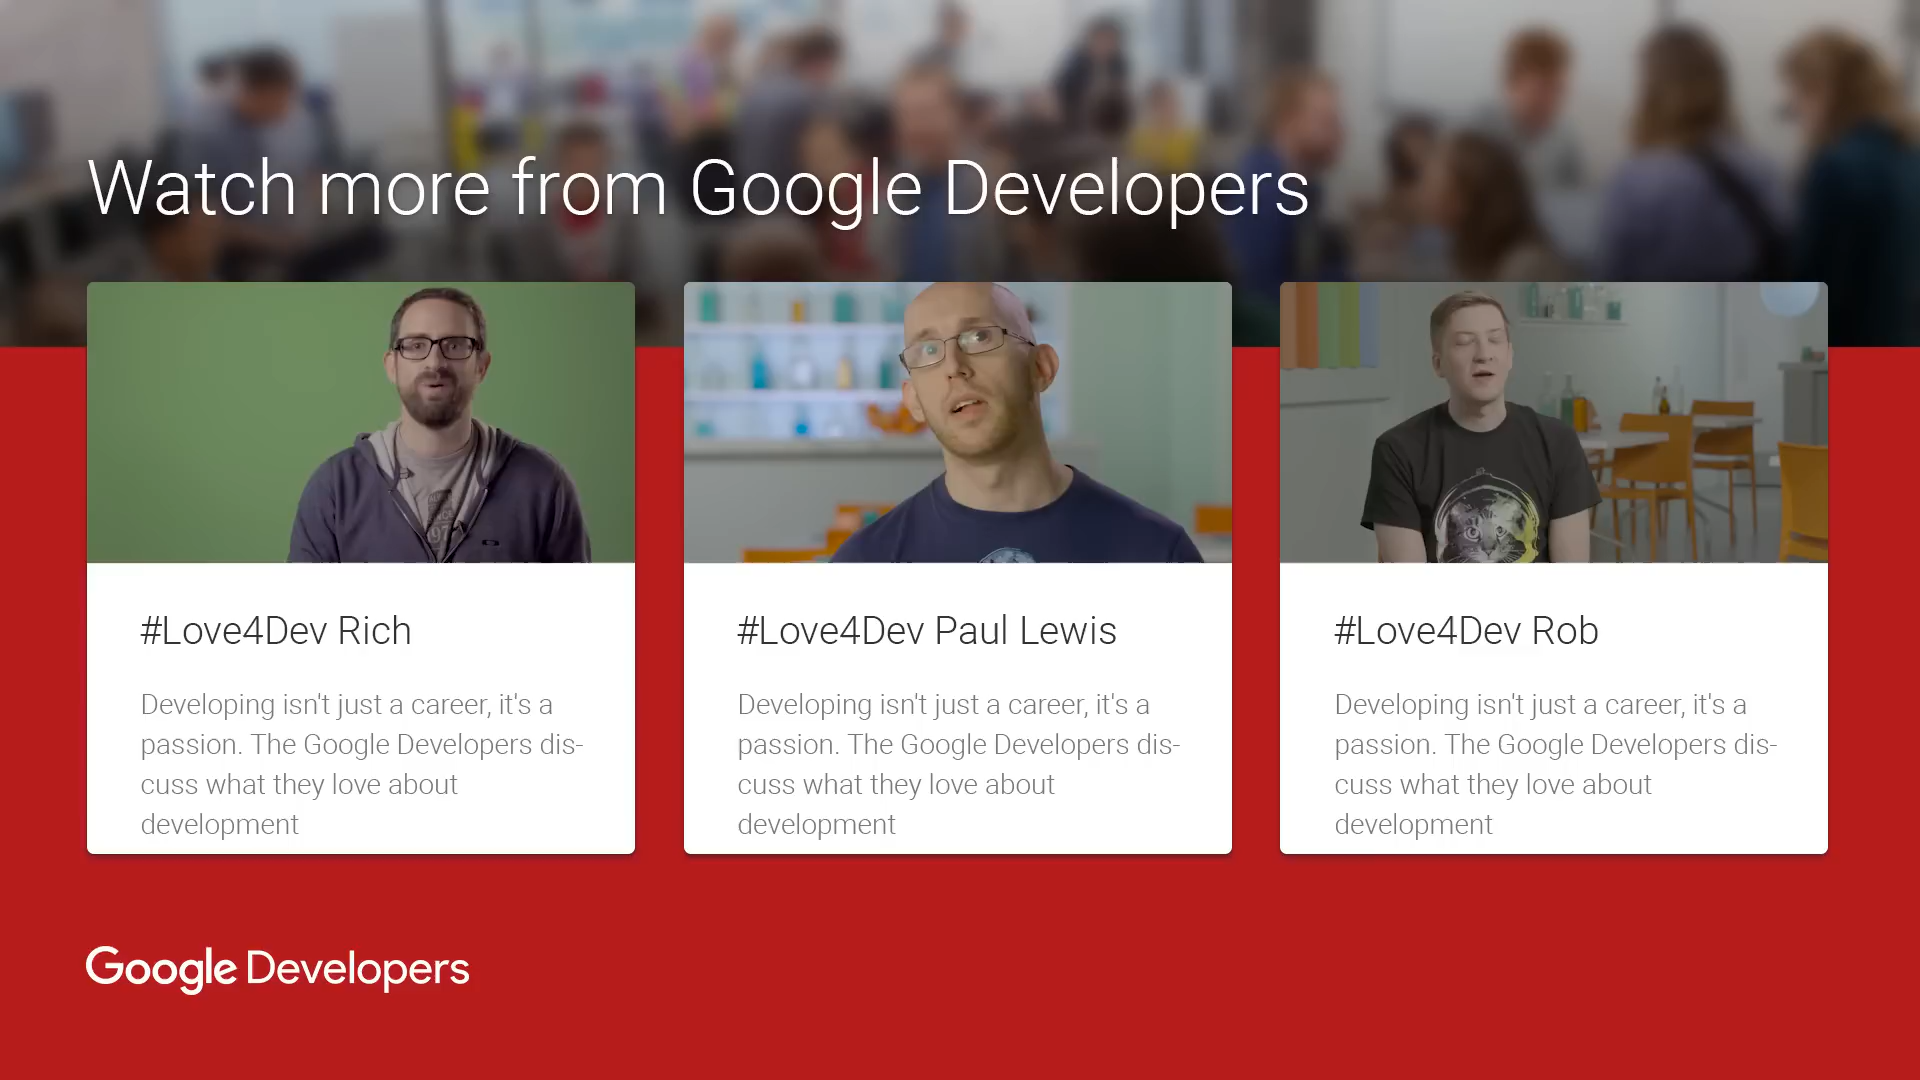 Watch more from Google Developers
#Love4Dev Rich
Developing isn't just a career, it's a
passion. The Google Developers dis-
cuss what they love about
development
#Love4Dev Paul Lewis
Developing isn't just a career, it's a
passion. The Google Developers dis-
cuss what they love about
development
#Love4Dev Rob
Developing isn't just a career, it's a
passion. The Google Developers dis-
cuss what they love about
development
Google Developers